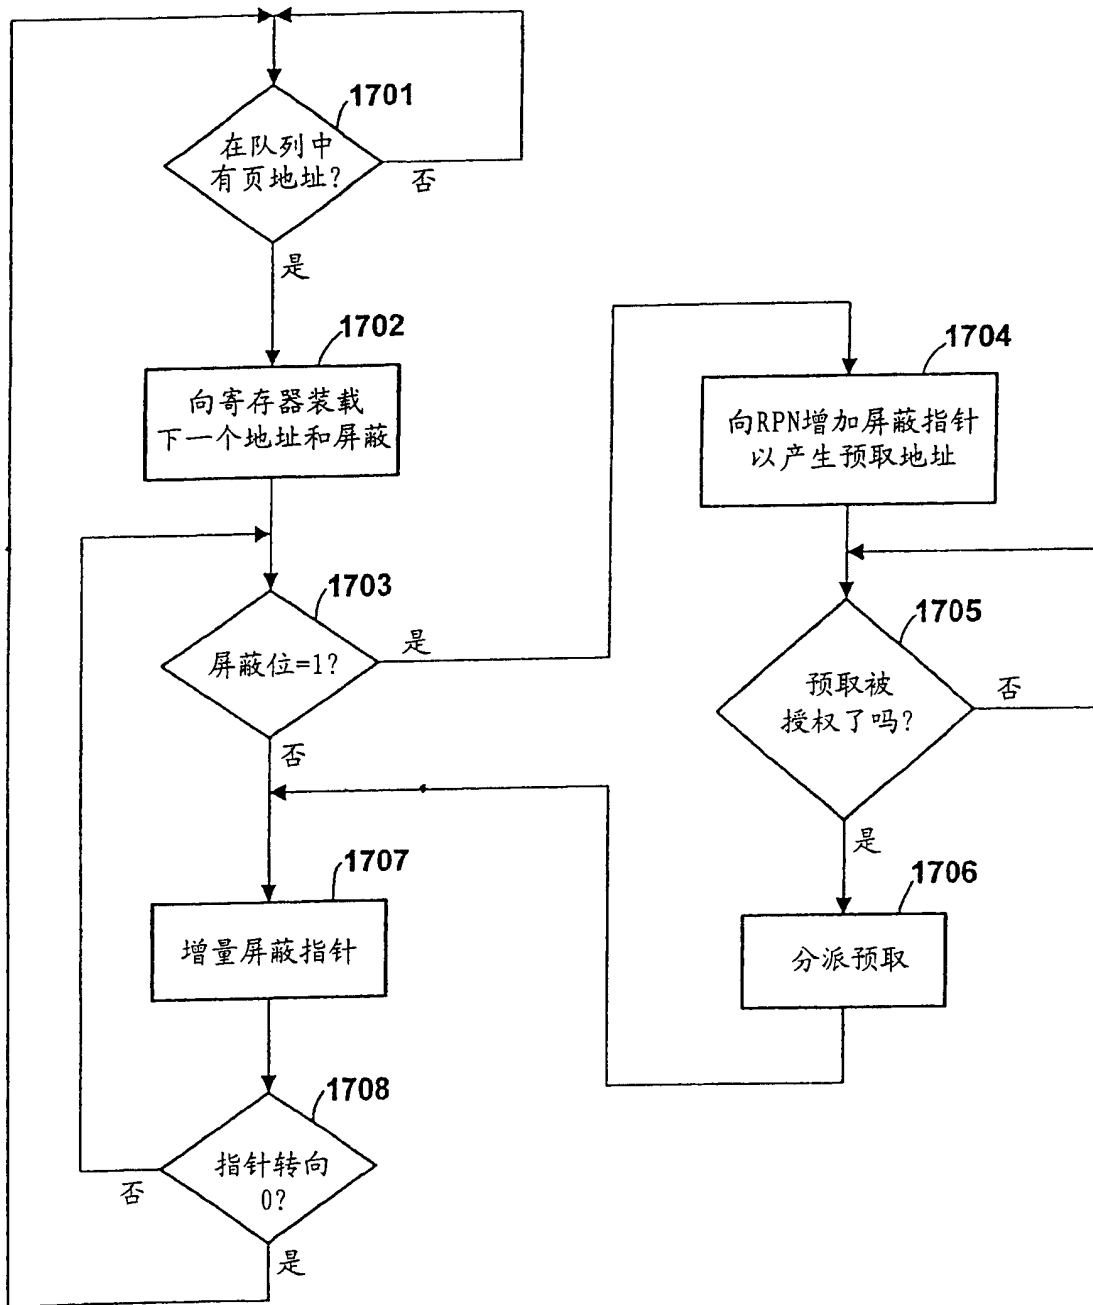 1701
在队列中
有页地址?
否
是
1702
向寄存器装载
下一个地址和屏蔽
1703
屏蔽位=1?
是
否
1704
向RPN增加屏蔽指针
以产生预取地址
1705
预取被
授权了吗?
否
是
1706
分派预取
1707
增量屏蔽指针
1708
指针转向
0?
否
是